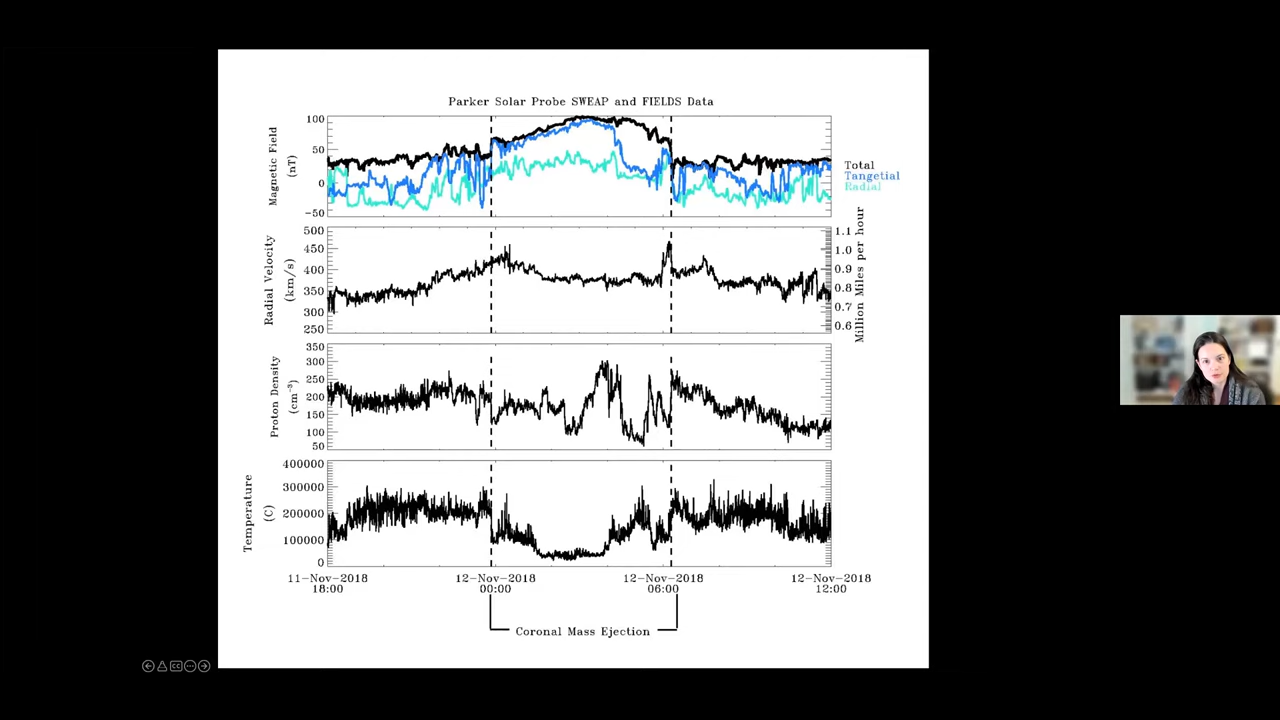 Parker Solar Probe SWEAP and FIELDS Data
Magnetic Field
(nT)
100
50
0
−50
Total
Tangetial
Radial
Radial Velocity
(km/s)
500
450
400
350
300
250
1.1
1.0
0.9
0.8
0.7
0.6
Million Miles per hour
Proton Density
(cm⁻³)
350
300
250
200
150
100
50
Temperature
(C)
400000
300000
200000
100000
0
11-Nov-2018
18:00
12-Nov-2018
00:00
12-Nov-2018
06:00
12-Nov-2018
12:00
Coronal Mass Ejection
CC